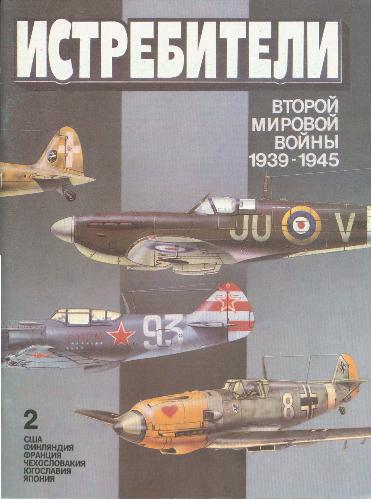 ИСТРЕБИТЕЛИ
ВТОРОЙ
МИРОВОЙ
ВОЙНЫ
1939-1945
JU V
93
8
2
США
ФИНЛЯНДИЯ
ФРАНЦИЯ
ЧЕХОСЛОВАКИЯ
ЮГОСЛАВИЯ
ЯПОНИЯ